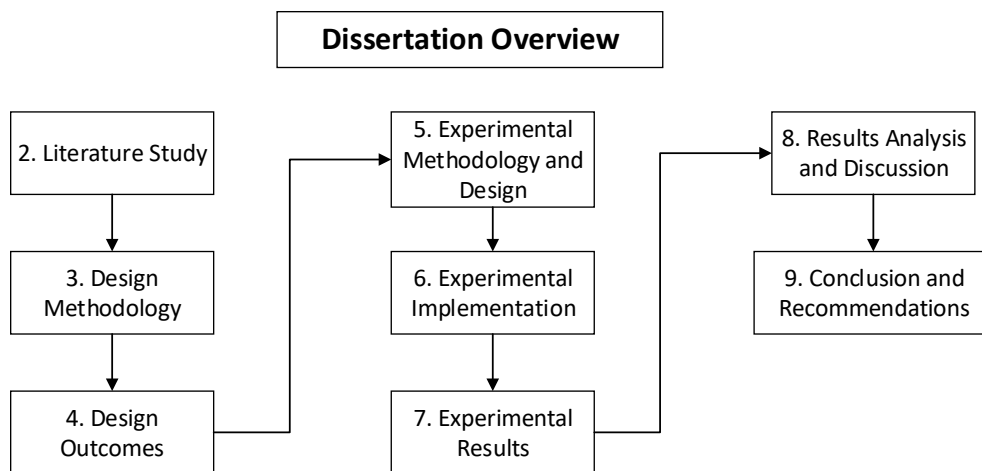 Dissertation Overview
2. Literature Study
3. Design
Methodology
4. Design
Outcomes
5. Experimental
Methodology and
Design
6. Experimental
Implementation
7. Experimental
Results
8. Results Analysis
and Discussion
9. Conclusion and
Recommendations